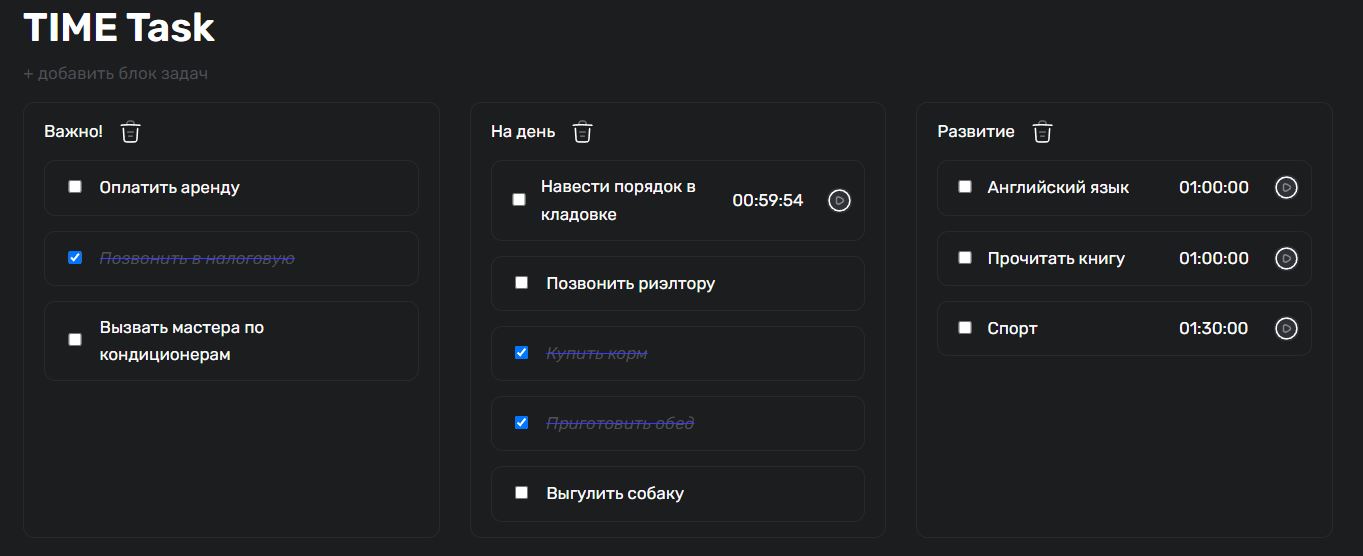 TIME Task
+ добавить блок задач
Важно!
Оплатить аренду
Позвонить в налоговую
Вызвать мастера по
кондиционерам
На день
Навести порядок в
кладовке
00:59:54
Позвонить риэлтору
Купить корм
Приготовить обед
Выгулить собаку
Развитие
Английский язык 01:00:00
Прочитать книгу 01:00:00
Спорт 01:30:00